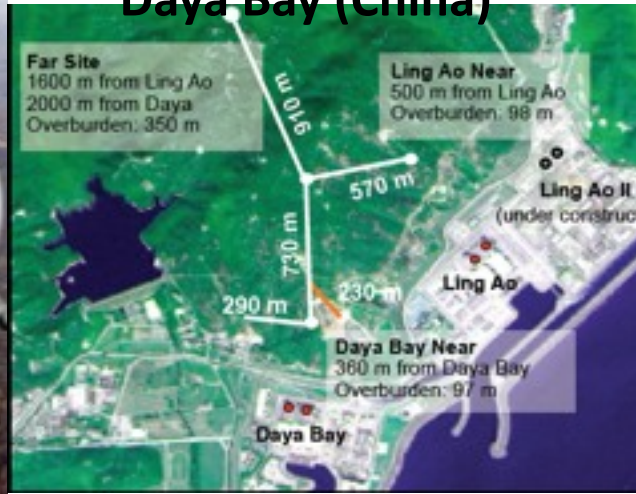 Daya Bay (China)
Far Site
1600 m from Ling Ao
2000 m from Daya
Overburden: 350 m
910 m
Ling Ao Near
500 m from Ling Ao
Overburden: 98 m
570 m
Ling Ao II
(under construc
730 m
Ling Ao
290 m
230 m
Daya Bay Near
360 m from Daya Bay
Overburden: 97 m
Daya Bay